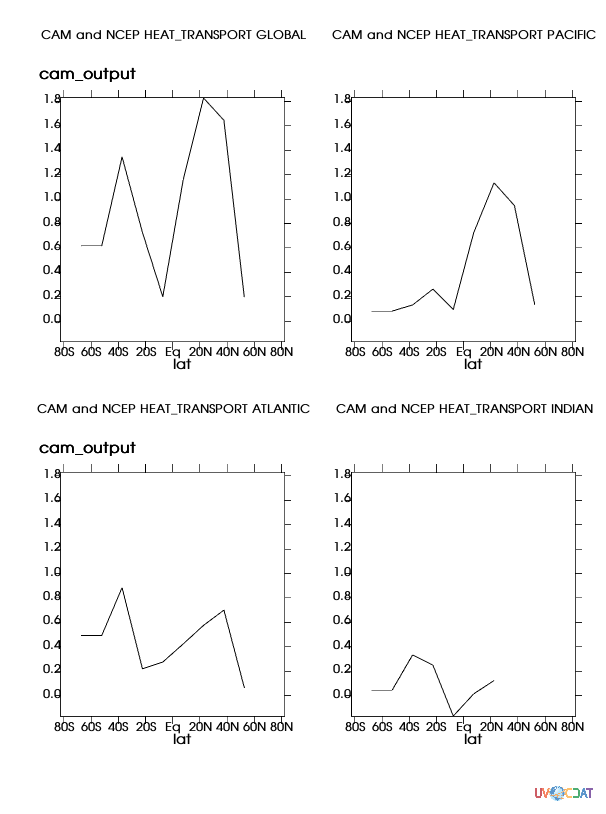 CAM and NCEP HEAT_TRANSPORT GLOBAL
cam_output
1.8
1.6
1.4
1.2
1.0
0.8
0.6
0.4
0.2
0.0
80S 60S 40S 20S Eq 20N 40N 60N 80N
lat
CAM and NCEP HEAT_TRANSPORT PACIFIC
1.8
1.6
1.4
1.2
1.0
0.8
0.6
0.4
0.2
0.0
80S 60S 40S 20S Eq 20N 40N 60N 80N
lat
CAM and NCEP HEAT_TRANSPORT ATLANTIC
cam_output
1.8
1.6
1.4
1.2
1.0
0.8
0.6
0.4
0.2
0.0
80S 60S 40S 20S Eq 20N 40N 60N 80N
lat
CAM and NCEP HEAT_TRANSPORT INDIAN
1.8
1.6
1.4
1.2
1.0
0.8
0.6
0.4
0.2
0.0
80S 60S 40S 20S Eq 20N 40N 60N 80N
lat
UV CDAT